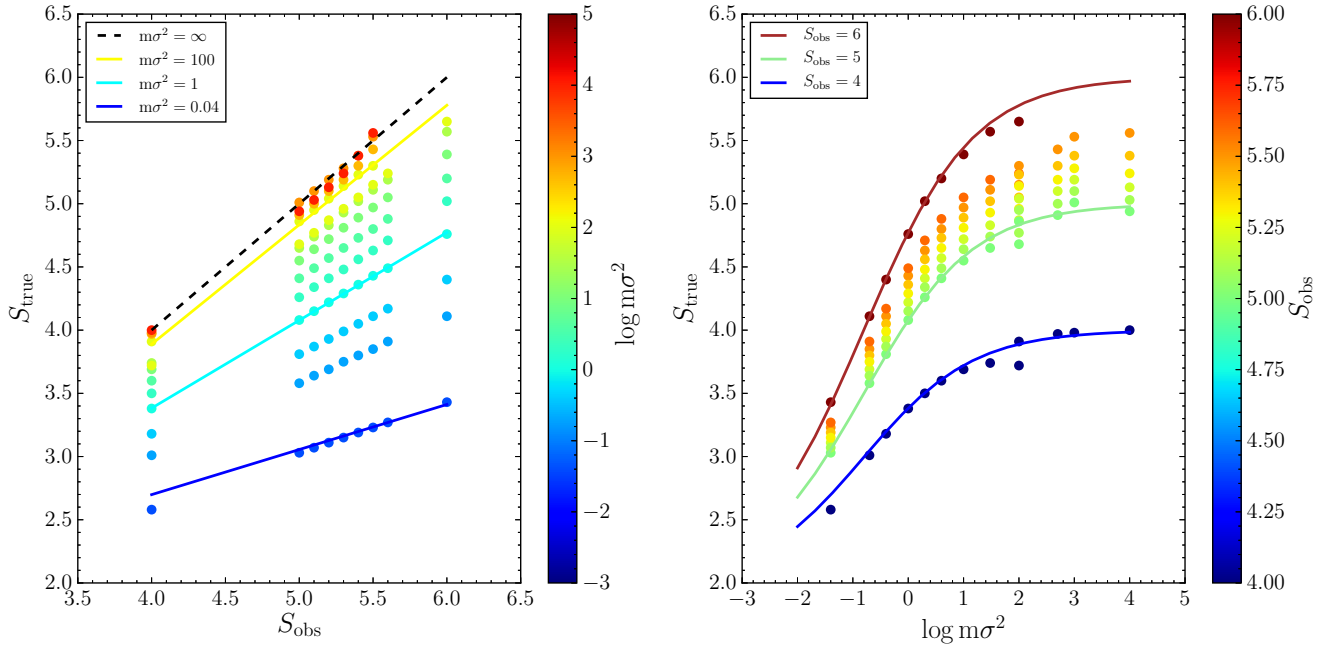 mσ² = ∞
mσ² = 100
mσ² = 1
mσ² = 0.04
6.5
6.0
5.5
5.0
4.5
4.0
3.5
3.0
2.5
2.0
S_true
3.5 4.0 4.5 5.0 5.5 6.0 6.5
S_obs
5
4
3
2
1
0
−1
−2
−3
log mσ²
S_obs = 6
S_obs = 5
S_obs = 4
6.5
6.0
5.5
5.0
4.5
4.0
3.5
3.0
2.5
2.0
S_true
−3 −2 −1 0 1 2 3 4 5
log mσ²
6.00
5.75
5.50
5.25
5.00
4.75
4.50
4.25
4.00
S_obs